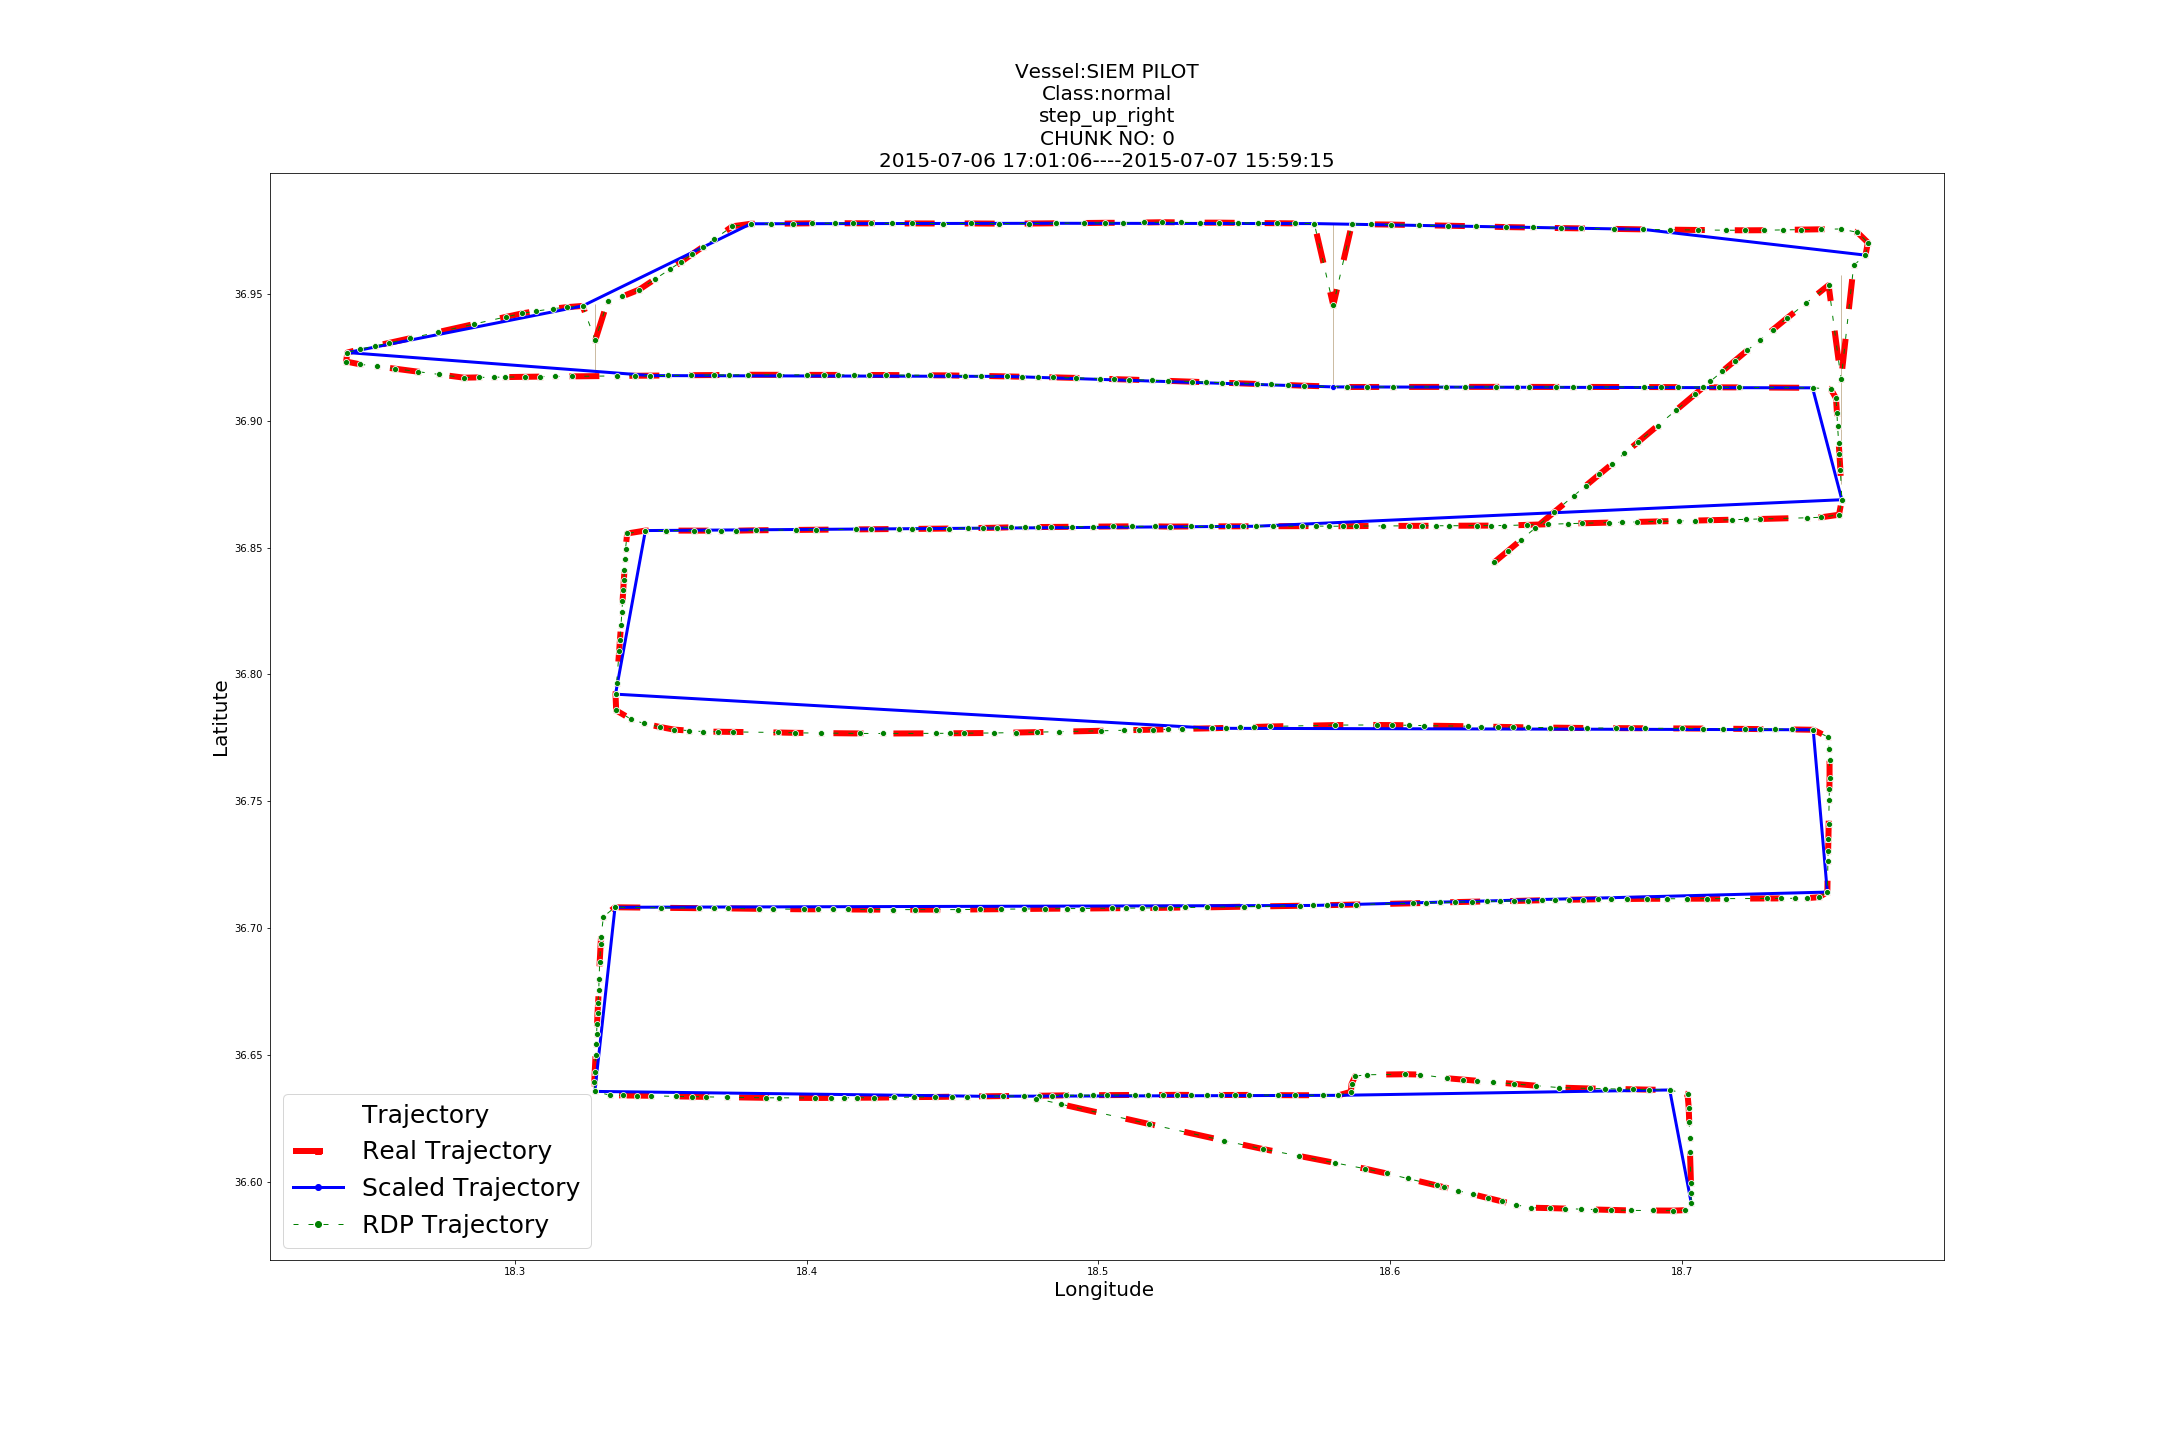 Vessel:SIEM PILOT
Class:normal
step_up_right
CHUNK NO: 0
2015-07-06 17:01:06----2015-07-07 15:59:15
Latitute
36.95
36.90
36.85
36.80
36.75
36.70
36.65
36.60
Trajectory
Real Trajectory
Scaled Trajectory
RDP Trajectory
18.3
18.4
18.5
18.6
18.7
Longitude